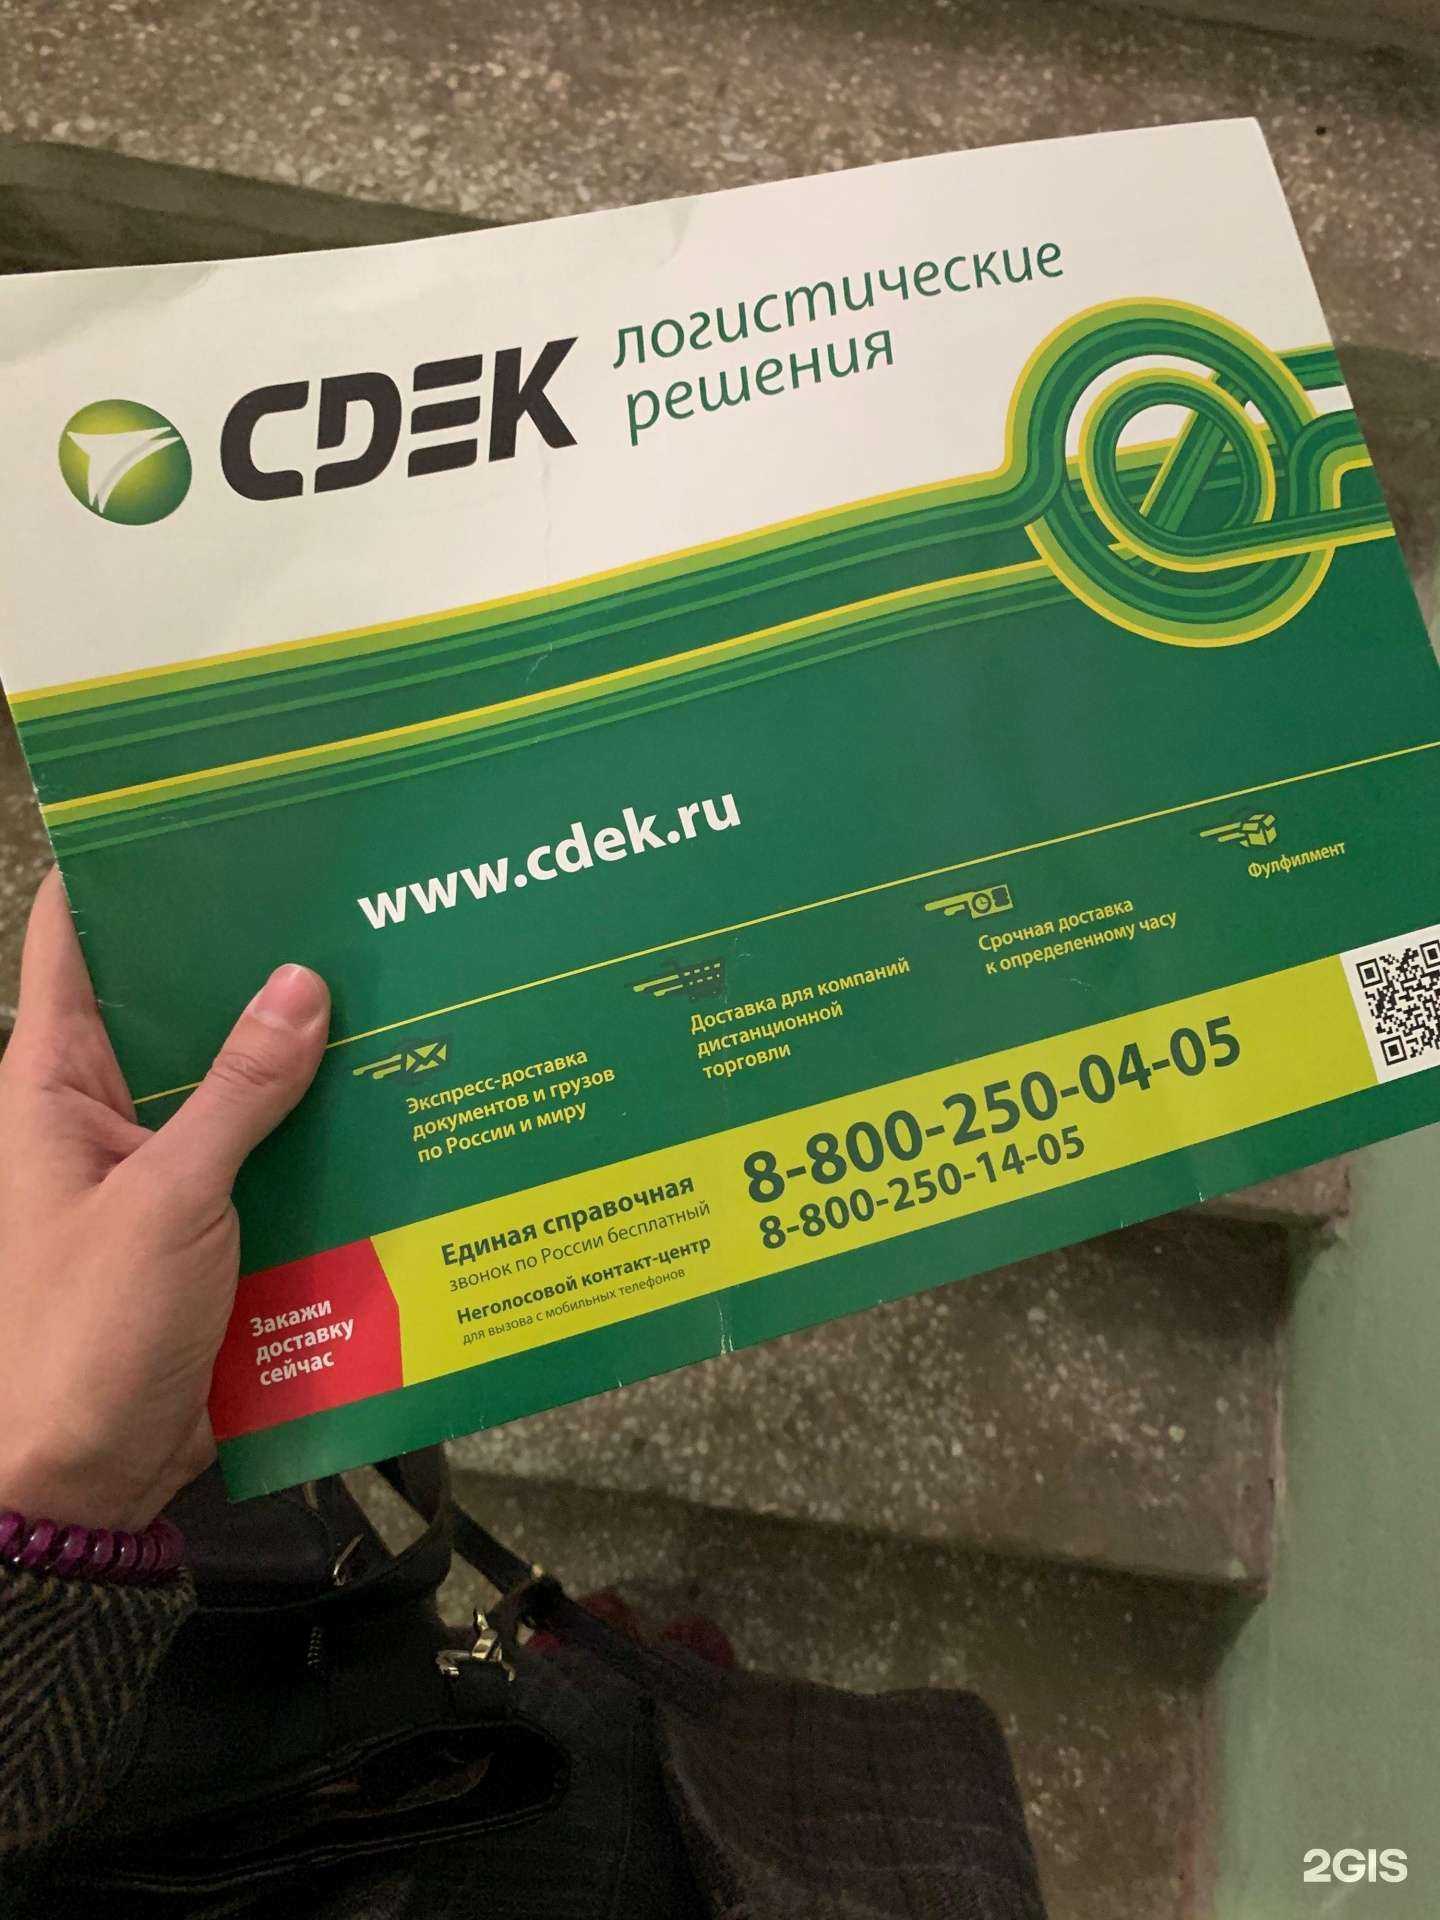 CDEK
логистические
решения
www.cdek.ru
Экспресс-доставка
документов и грузов
по России и миру
Доставка для компаний
дистанционной
торговли
Срочная доставка
к определенному часу
Фулфилмент
Закажи
доставку
сейчас
Единая справочная
звонок по России бесплатный
Неголосовой контакт-центр
для вызова с мобильных телефонов
8-800-250-04-05
8-800-250-14-05
2GIS